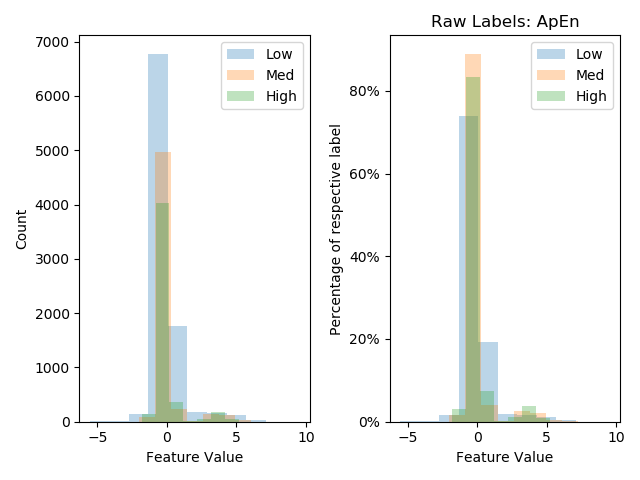 Raw Labels: ApEn
7000
6000
5000
4000
3000
2000
1000
0
Count
−5
0
5
10
Feature Value
Low
Med
High
80%
60%
40%
20%
0%
Percentage of respective label
−5
0
5
10
Feature Value
Low
Med
High